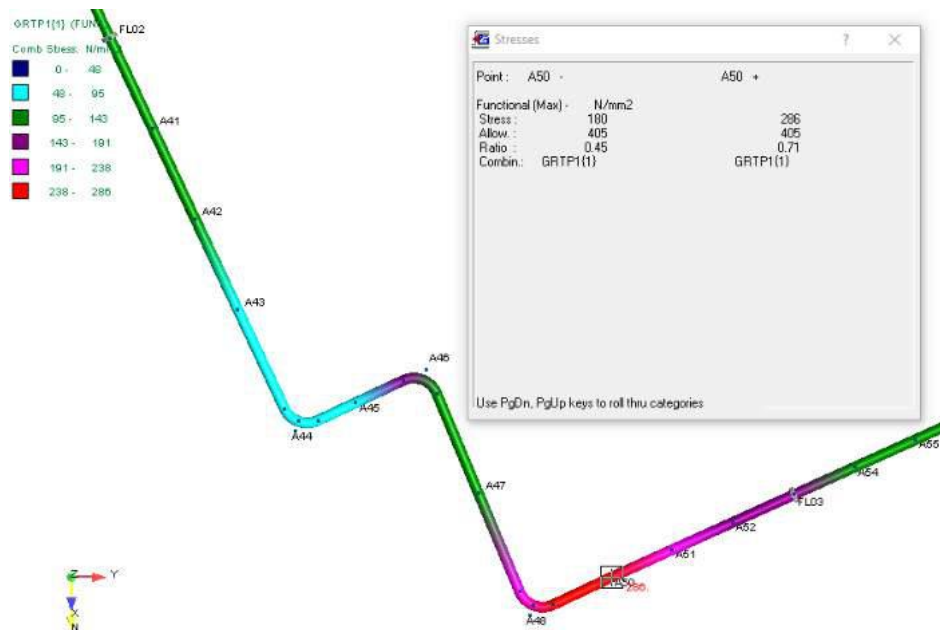 GRTP1{1} (FUN
Comb Stress: N/m
0 - 48
48 - 95
95 - 143
143 - 191
191 - 238
238 - 286
FL02
A41
A42
A43
A44
A45
A46
A47
A48
A50
286.
A51
A52
FL03
A54
A55
Z
Y
X
N
Stresses
?
Point : A50 - A50 +
Functional (Max) - N/mm2
Stress : 180 286
Allow. : 405 405
Ratio : 0.45 0.71
Combin.: GRTP1{1} GRTP1{1}
Use PgDn, PgUp keys to roll thru categories